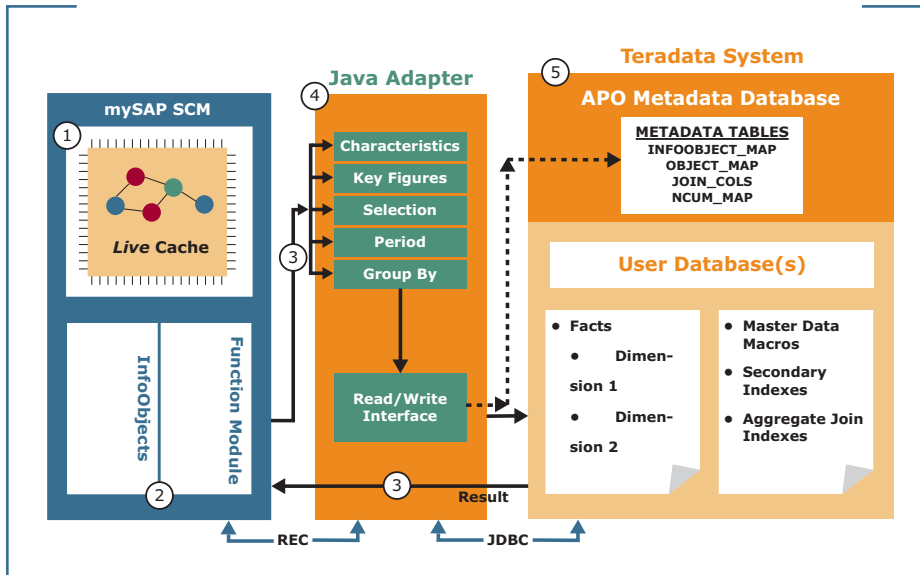 Teradata System
Java Adapter
5
APO Metadata Database
mySAP SCM
4
METADATA TABLES
INFOOBJECT_MAP
OBJECT_MAP
JOIN_COLS
NCUM_MAP
1
Characteristics
Key Figures
Selection
Period
Group By
Live Cache
3
User Database(s)
InfoObjects
Function Module
2
Read/Write
Interface
● Facts
● Dimen-
sion 1
● Dimen-
sion 2
● Master Data
Macros
● Secondary
Indexes
● Aggregate Join
Indexes
3
Result
REC
JDBC